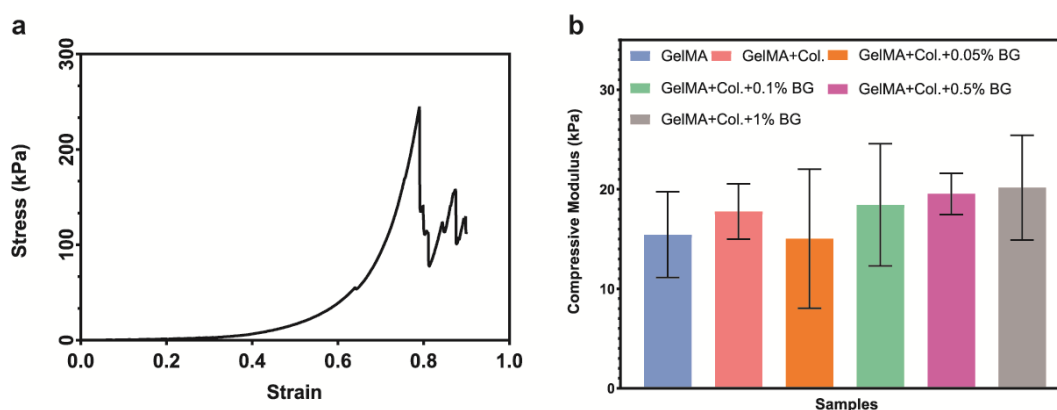 a
300
200
100
0
Stress (kPa)
0.0 0.2 0.4 0.6 0.8 1.0
Strain
b
GelMA GelMA+Col. GelMA+Col.+0.05% BG
GelMA+Col.+0.1% BG GelMA+Col.+0.5% BG
GelMA+Col.+1% BG
30
20
10
0
Compressive Modulus (kPa)
Samples